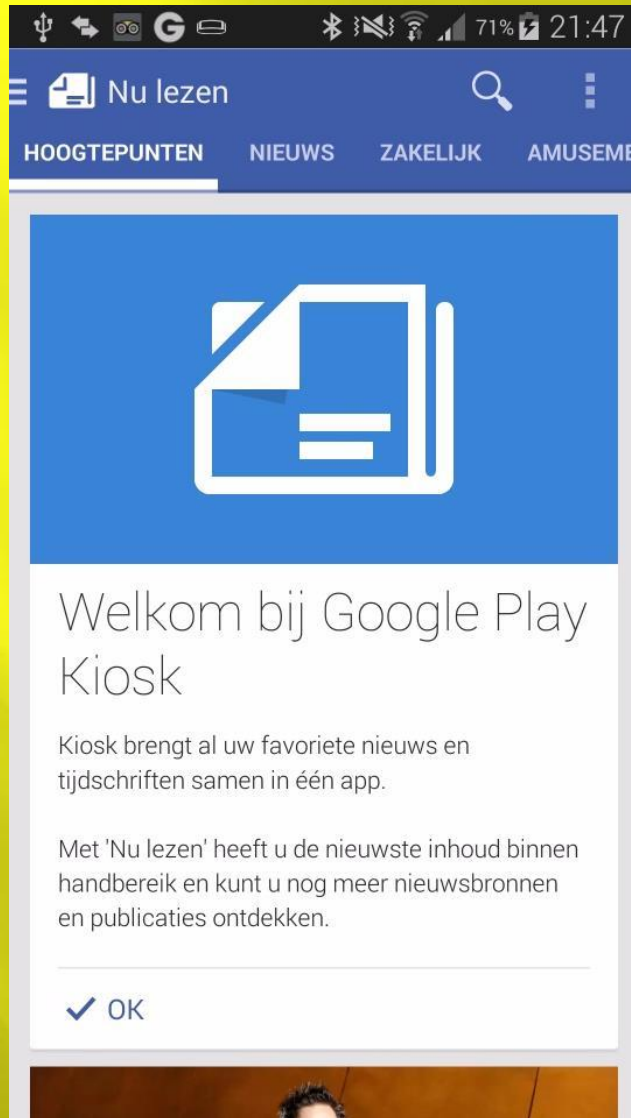 71% 21:47
Nu lezen
HOOGTEPUNTEN NIEUWS ZAKELIJK AMUSEME
Welkom bij Google Play
Kiosk
Kiosk brengt al uw favoriete nieuws en
tijdschriften samen in één app.
Met 'Nu lezen' heeft u de nieuwste inhoud binnen
handbereik en kunt u nog meer nieuwsbronnen
en publicaties ontdekken.
OK